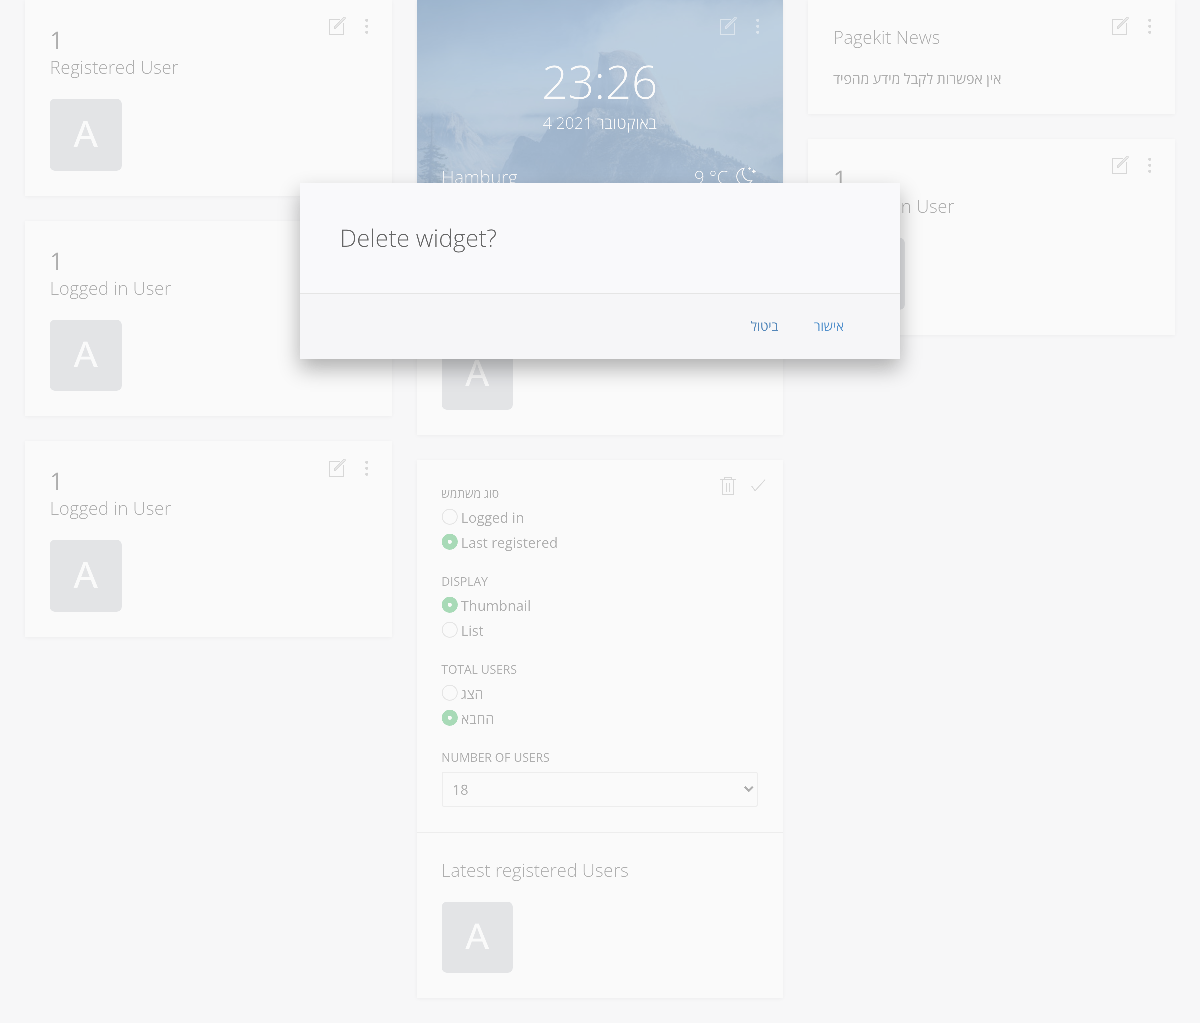 1
Registered User
A
1
Logged in User
A
1
Logged in User
A
23:26
4 באוקטובר 2021
Hamburg
9 °C
Delete widget?
ביטול
אישור
A
סוג משתמש
Logged in
Last registered
DISPLAY
Thumbnail
List
TOTAL USERS
הצג
החבא
NUMBER OF USERS
18
Latest registered Users
A
Pagekit News
אין אפשרות לקבל מידע מהפיד
1
User